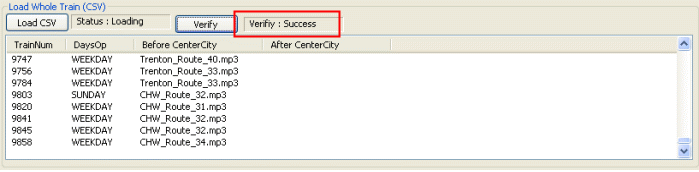 Load Whole Train (CSV)
Load CSV Status : Loading Verify Verifiy : Success
TrainNum DaysOp Before CenterCity After CenterCity
9747 WEEKDAY Trenton_Route_40.mp3
9756 WEEKDAY Trenton_Route_33.mp3
9784 WEEKDAY Trenton_Route_33.mp3
9803 SUNDAY CHW_Route_32.mp3
9820 WEEKDAY CHW_Route_31.mp3
9841 WEEKDAY CHW_Route_32.mp3
9845 WEEKDAY CHW_Route_32.mp3
9858 WEEKDAY CHW_Route_34.mp3